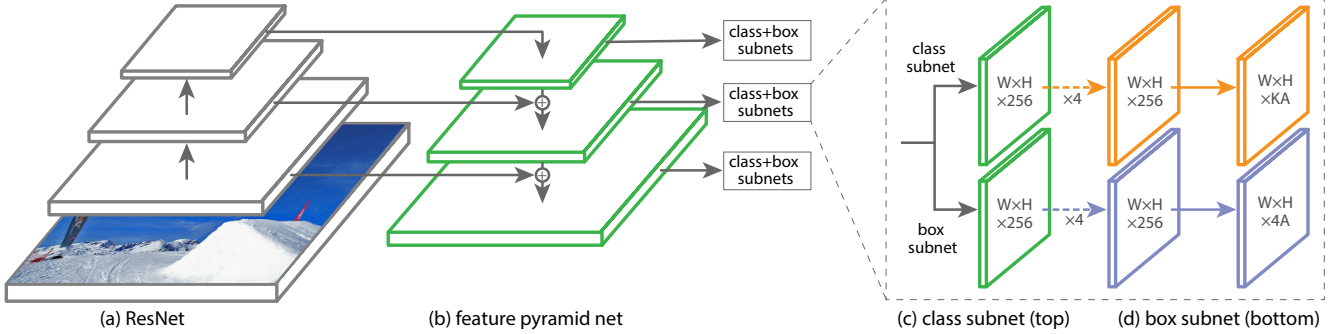 class+box
subnets
class+box
subnets
class+box
subnets
class
subnet
W×H
×256
×4
W×H
×256
W×H
×KA
box
subnet
W×H
×256
×4
W×H
×256
W×H
×4A
(a) ResNet
(b) feature pyramid net
(c) class subnet (top)
(d) box subnet (bottom)